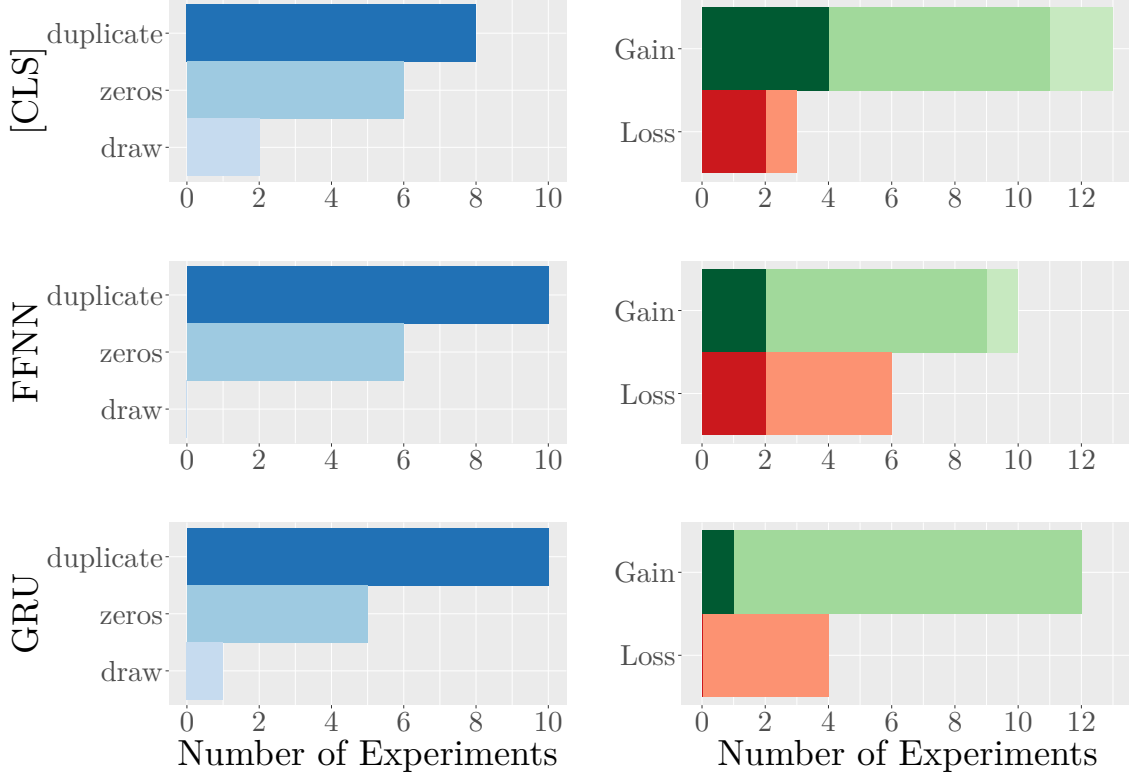 [CLS]
duplicate
zeros
draw
0 2 4 6 8 10
Gain
Loss
0 2 4 6 8 10 12
FFNN
duplicate
zeros
draw
0 2 4 6 8 10
Gain
Loss
0 2 4 6 8 10 12
GRU
duplicate
zeros
draw
0 2 4 6 8 10
Number of Experiments
Gain
Loss
0 2 4 6 8 10 12
Number of Experiments